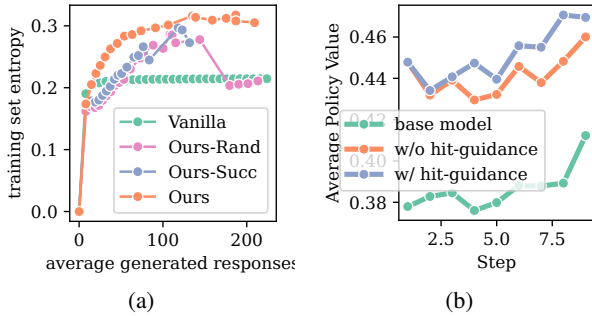 training set entropy
0.3
0.2
0.1
0.0
Vanilla
Ours-Rand
Ours-Succ
Ours
0
100
200
average generated responses
(a)
Average Policy Value
0.46
0.44
0.42
0.40
0.38
base model
w/o hit-guidance
w/ hit-guidance
2.5
5.0
7.5
Step
(b)